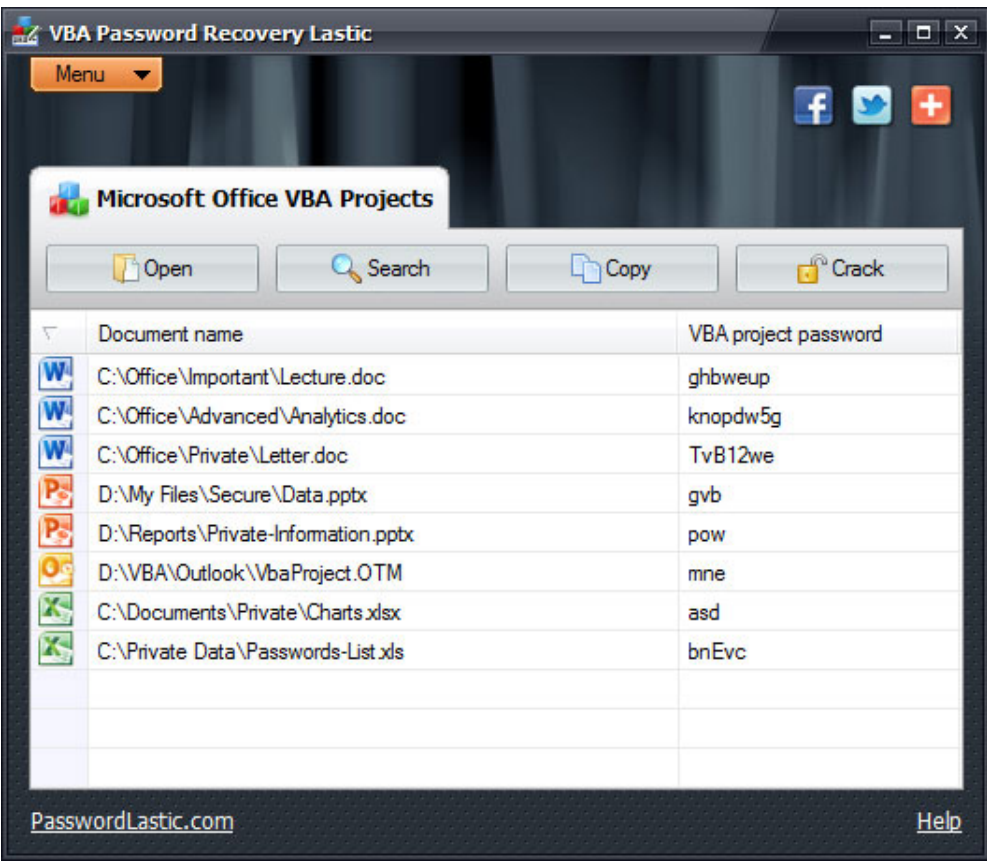 VBA Password Recovery Lastic
Menu
Microsoft Office VBA Projects
Open Search Copy Crack
Document name VBA project password
C:\Office\Important\Lecture.doc ghbweup
C:\Office\Advanced\Analytics.doc knopdw5g
C:\Office\Private\Letter.doc TvB12we
D:\My Files\Secure\Data.pptx gvb
D:\Reports\Private-Information.pptx pow
D:\VBA\Outlook\VbaProject.OTM mne
C:\Documents\Private\Charts.xlsx asd
C:\Private Data\Passwords-List.xls bnEvc
PasswordLastic.com Help